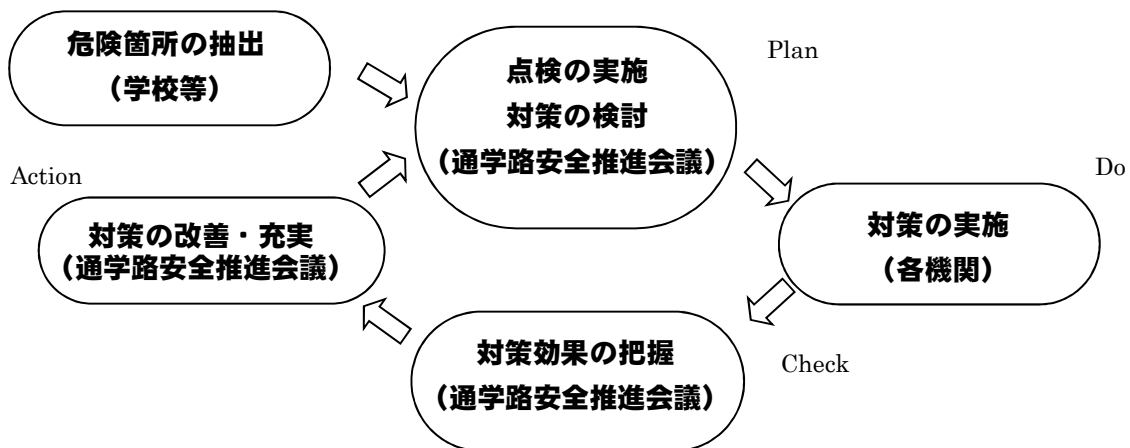 危険箇所の抽出
（学校等）
点検の実施
対策の検討
（通学路安全推進会議）
Plan
Action
Do
対策の改善・充実
（通学路安全推進会議）
対策の実施
（各機関）
対策効果の把握
（通学路安全推進会議）
Check